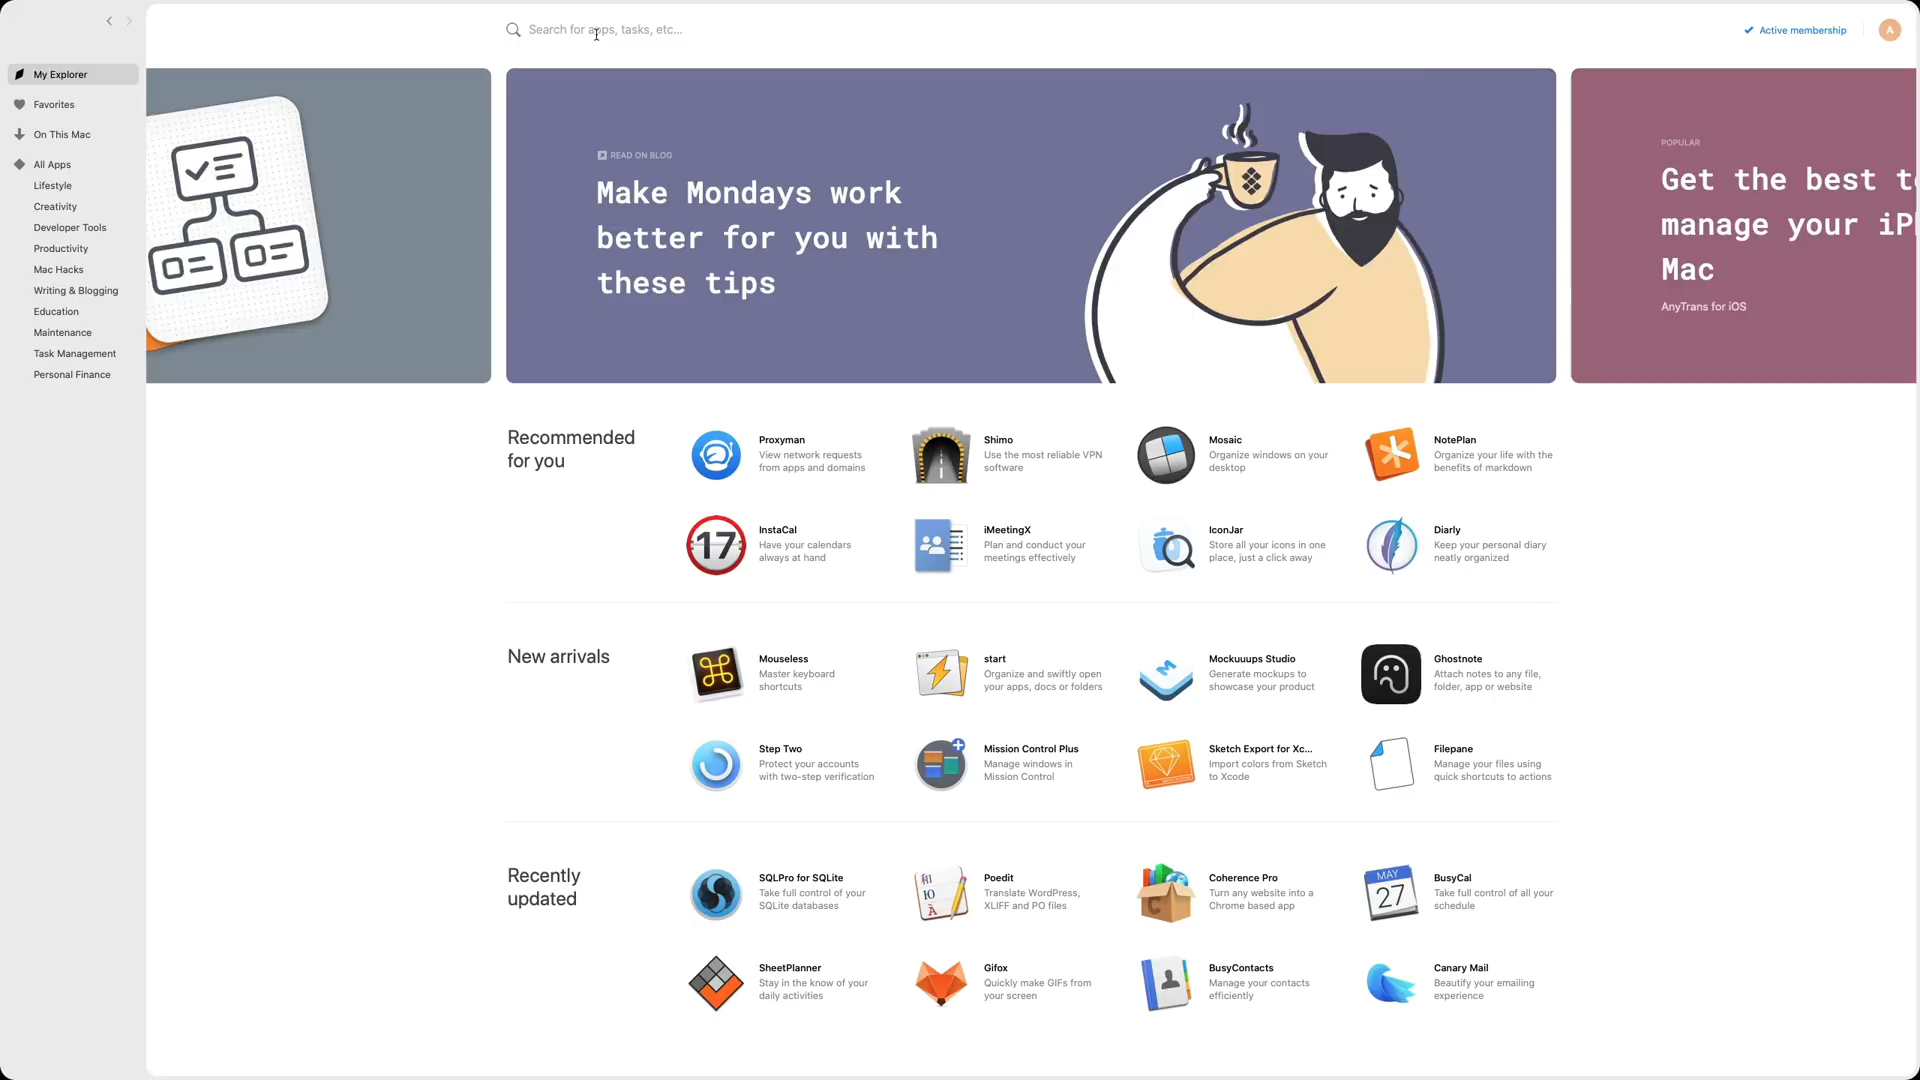 Search for apps, tasks, etc...
Active membership
A
My Explorer
Favorites
On This Mac
All Apps
Lifestyle
Creativity
Developer Tools
Productivity
Mac Hacks
Writing & Blogging
Education
Maintenance
Task Management
Personal Finance
READ ON BLOG
Make Mondays work
better for you with
these tips
POPULAR
Get the best
manage your
Mac
AnyTrans for iOS
Recommended
for you
Proxyman
View network requests
from apps and domains
Shimo
Use the most reliable VPN
software
Mosaic
Organize windows on your
desktop
NotePlan
Organize your life with the
benefits of markdown
17
InstaCal
Have your calendars
always at hand
iMeetingX
Plan and conduct your
meetings effectively
IconJar
Store all your icons in one
place, just a click away
Diarly
Keep your personal diary
neatly organized
New arrivals
Mouseless
Master keyboard
shortcuts
start
Organize and swiftly open
your apps, docs or folders
M
Mockuuups Studio
Generate mockups to
showcase your product
Ghostnote
Attach notes to any file,
folder, app or website
Step Two
Protect your accounts
with two-step verification
Mission Control Plus
Manage windows in
Mission Control
Sketch Export for Xc...
Import colors from Sketch
to Xcode
Filepane
Manage your files using
quick shortcuts to actions
Recently
updated
SQLPro for SQLite
Take full control of your
SQLite databases
Poedit
Translate WordPress,
XLIFF and PO files
C
Coherence Pro
Turn any website into a
Chrome based app
MAY
27
BusyCal
Take full control of all your
schedule
SheetPlanner
Stay in the know of your
daily activities
Gifox
Quickly make GIFs from
your screen
BusyContacts
Manage your contacts
efficiently
Canary Mail
Beautify your emailing
experience